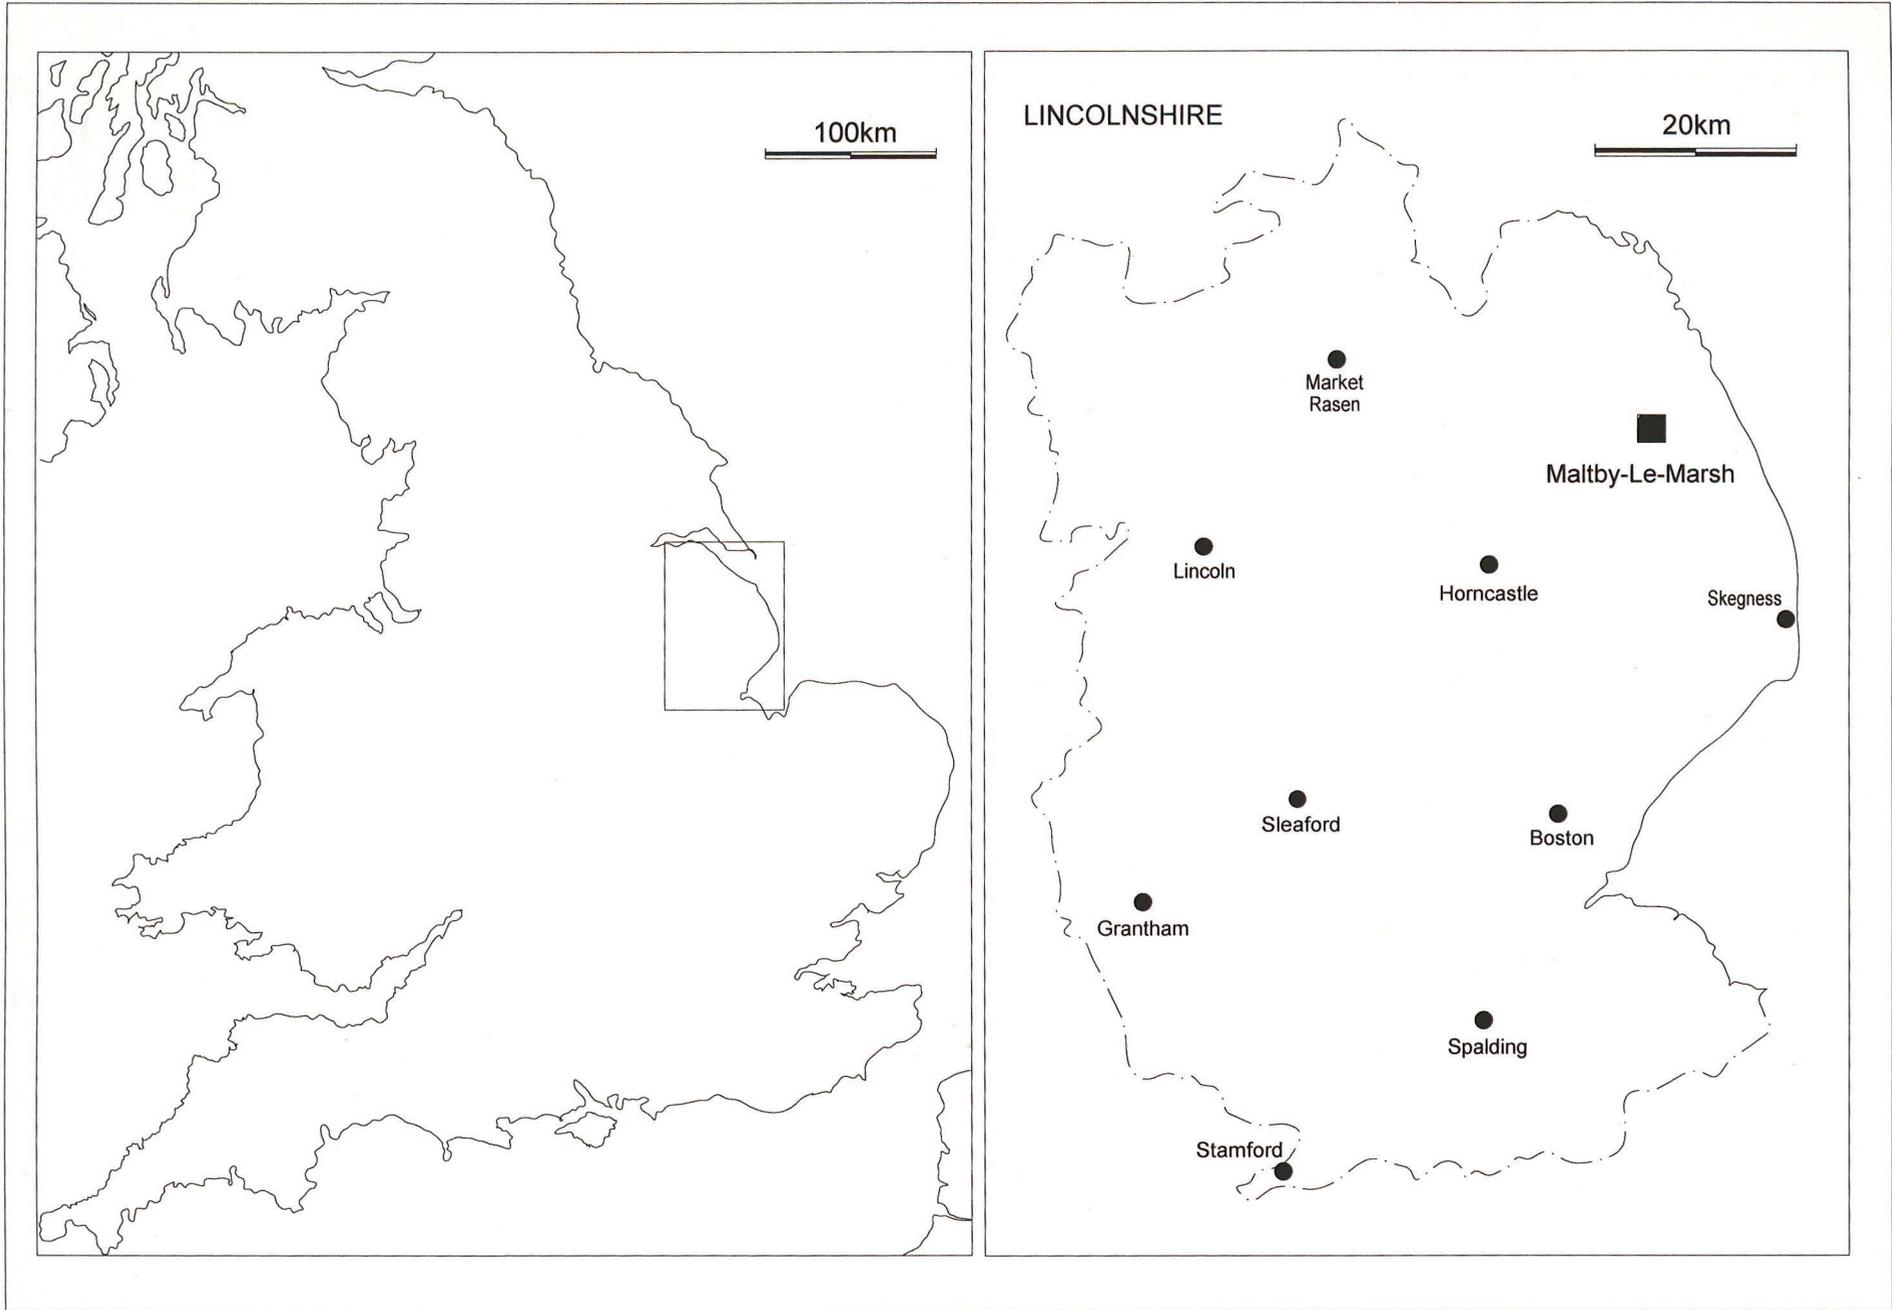 100km
LINCOLNSHIRE
20km
Market
Rasen
Maltby-Le-Marsh
Lincoln
Horncastle
Skegness
Sleaford
Boston
Grantham
Spalding
Stamford